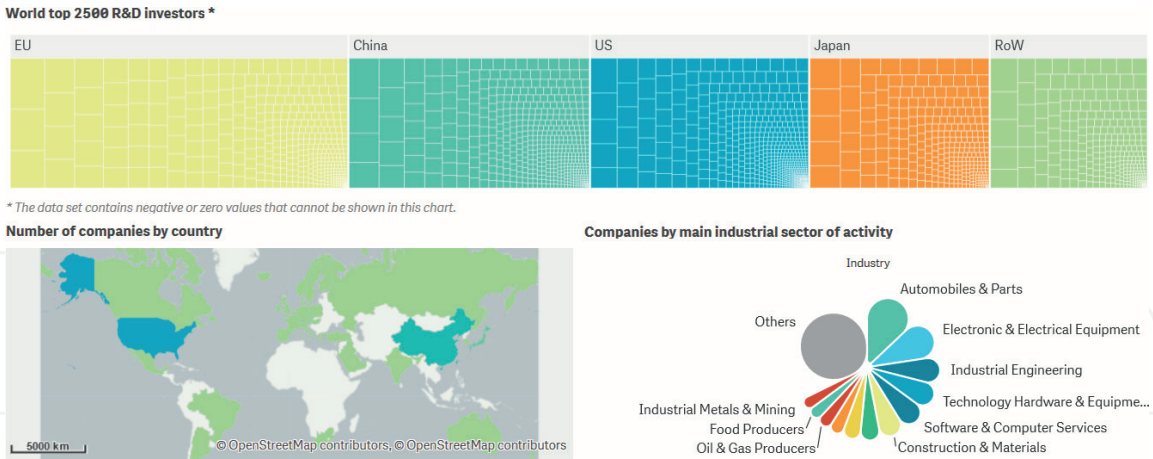 World top 2500 R&D investors *
EU
China
US
Japan
RoW
* The data set contains negative or zero values that cannot be shown in this chart.
Number of companies by country
5000 km
© OpenStreetMap contributors, © OpenStreetMap contributors
Companies by main industrial sector of activity
Industry
Automobiles & Parts
Others
Electronic & Electrical Equipment
Industrial Engineering
Technology Hardware & Equipme...
Industrial Metals & Mining
Food Producers
Software & Computer Services
Oil & Gas Producers
Construction & Materials